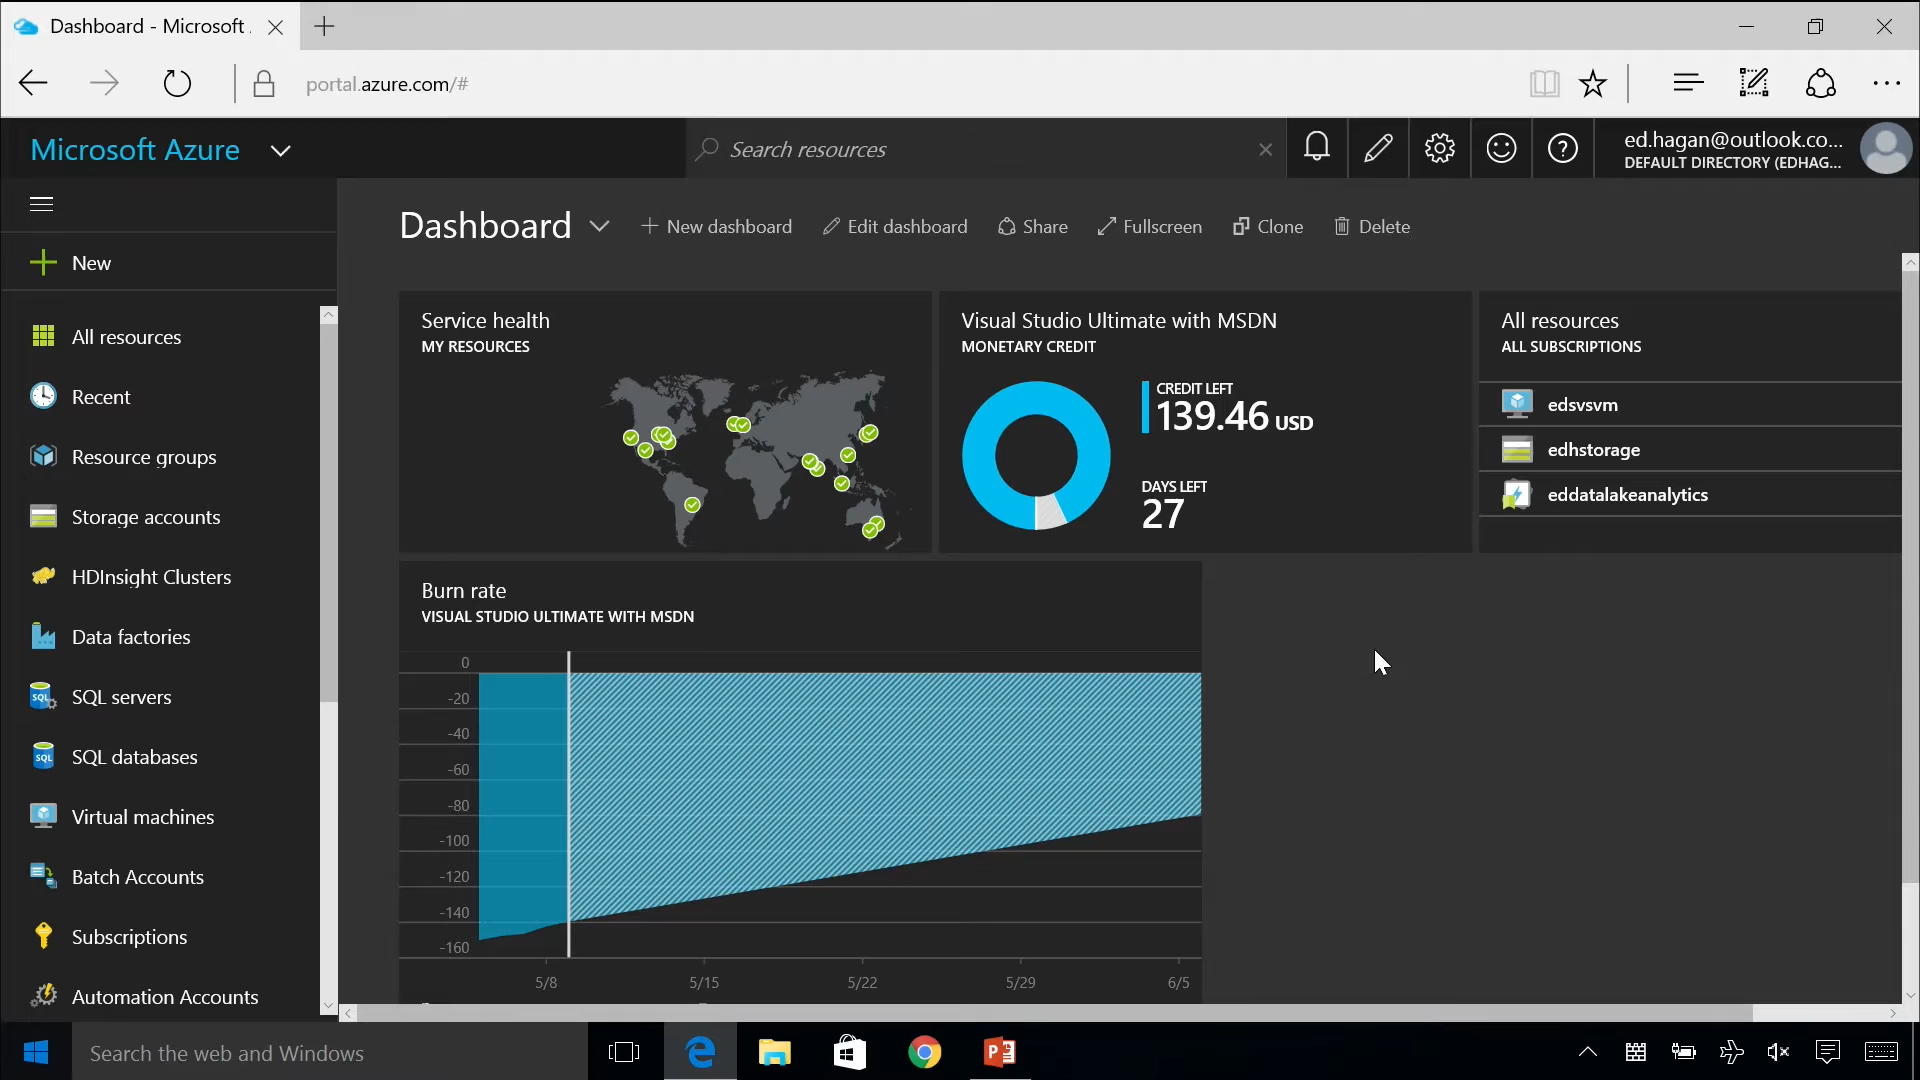 Dashboard - Microsoft
portal.azure.com/#
Microsoft Azure
Search resources
ed.hagan@outlook.co...
DEFAULT DIRECTORY (EDHAG...
Dashboard
New dashboard
Edit dashboard
Share
Fullscreen
Clone
Delete
New
All resources
Recent
Resource groups
Storage accounts
HDInsight Clusters
Data factories
SQL servers
SQL databases
Virtual machines
Batch Accounts
Subscriptions
Automation Accounts
Service health
MY RESOURCES
Visual Studio Ultimate with MSDN
MONETARY CREDIT
CREDIT LEFT
139.46 USD
DAYS LEFT
27
All resources
ALL SUBSCRIPTIONS
edsvsvm
edhstorage
eddatalakeanalytics
Burn rate
VISUAL STUDIO ULTIMATE WITH MSDN
0
-20
-40
-60
-80
-100
-120
-140
-160
5/8
5/15
5/22
5/29
6/5
Search the web and Windows